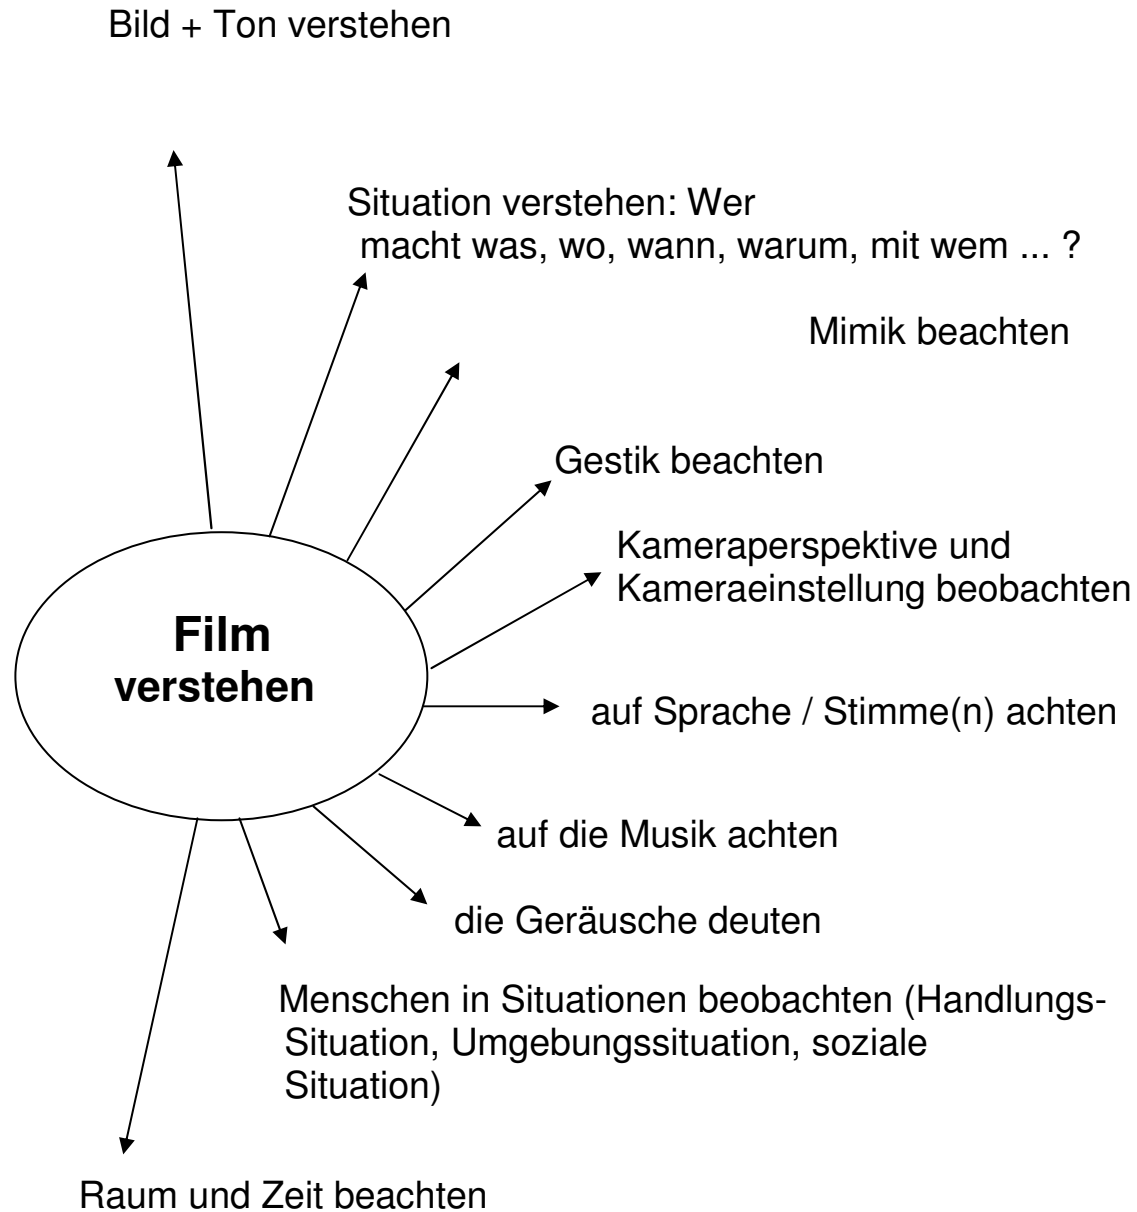 Bild + Ton verstehen
Situation verstehen: Wer
macht was, wo, wann, warum, mit wem ... ?
Mimik beachten
Gestik beachten
Kameraperspektive und
Kameraeinstellung beobachten
Film
verstehen
auf Sprache / Stimme(n) achten
auf die Musik achten
die Geräusche deuten
Menschen in Situationen beobachten (Handlungs-
Situation, Umgebungssituation, soziale
Situation)
Raum und Zeit beachten